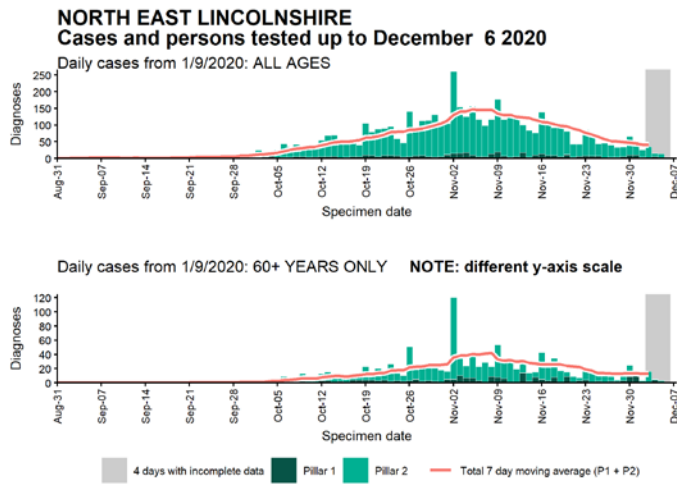 NORTH EAST LINCOLNSHIRE
Cases and persons tested up to December 6 2020
Daily cases from 1/9/2020: ALL AGES
Diagnoses
250
200
150
100
50
0
Aug-31 Sep-07 Sep-14 Sep-21 Sep-28 Oct-05 Oct-12 Oct-19 Oct-26 Nov-02 Nov-09 Nov-16 Nov-23 Nov-30 Dec-07
Specimen date
Daily cases from 1/9/2020: 60+ YEARS ONLY NOTE: different y-axis scale
Diagnoses
120
100
80
60
40
20
0
Aug-31 Sep-07 Sep-14 Sep-21 Sep-28 Oct-05 Oct-12 Oct-19 Oct-26 Nov-02 Nov-09 Nov-16 Nov-23 Nov-30 Dec-07
Specimen date
4 days with incomplete data Pillar 1 Pillar 2 Total 7 day moving average (P1 + P2)